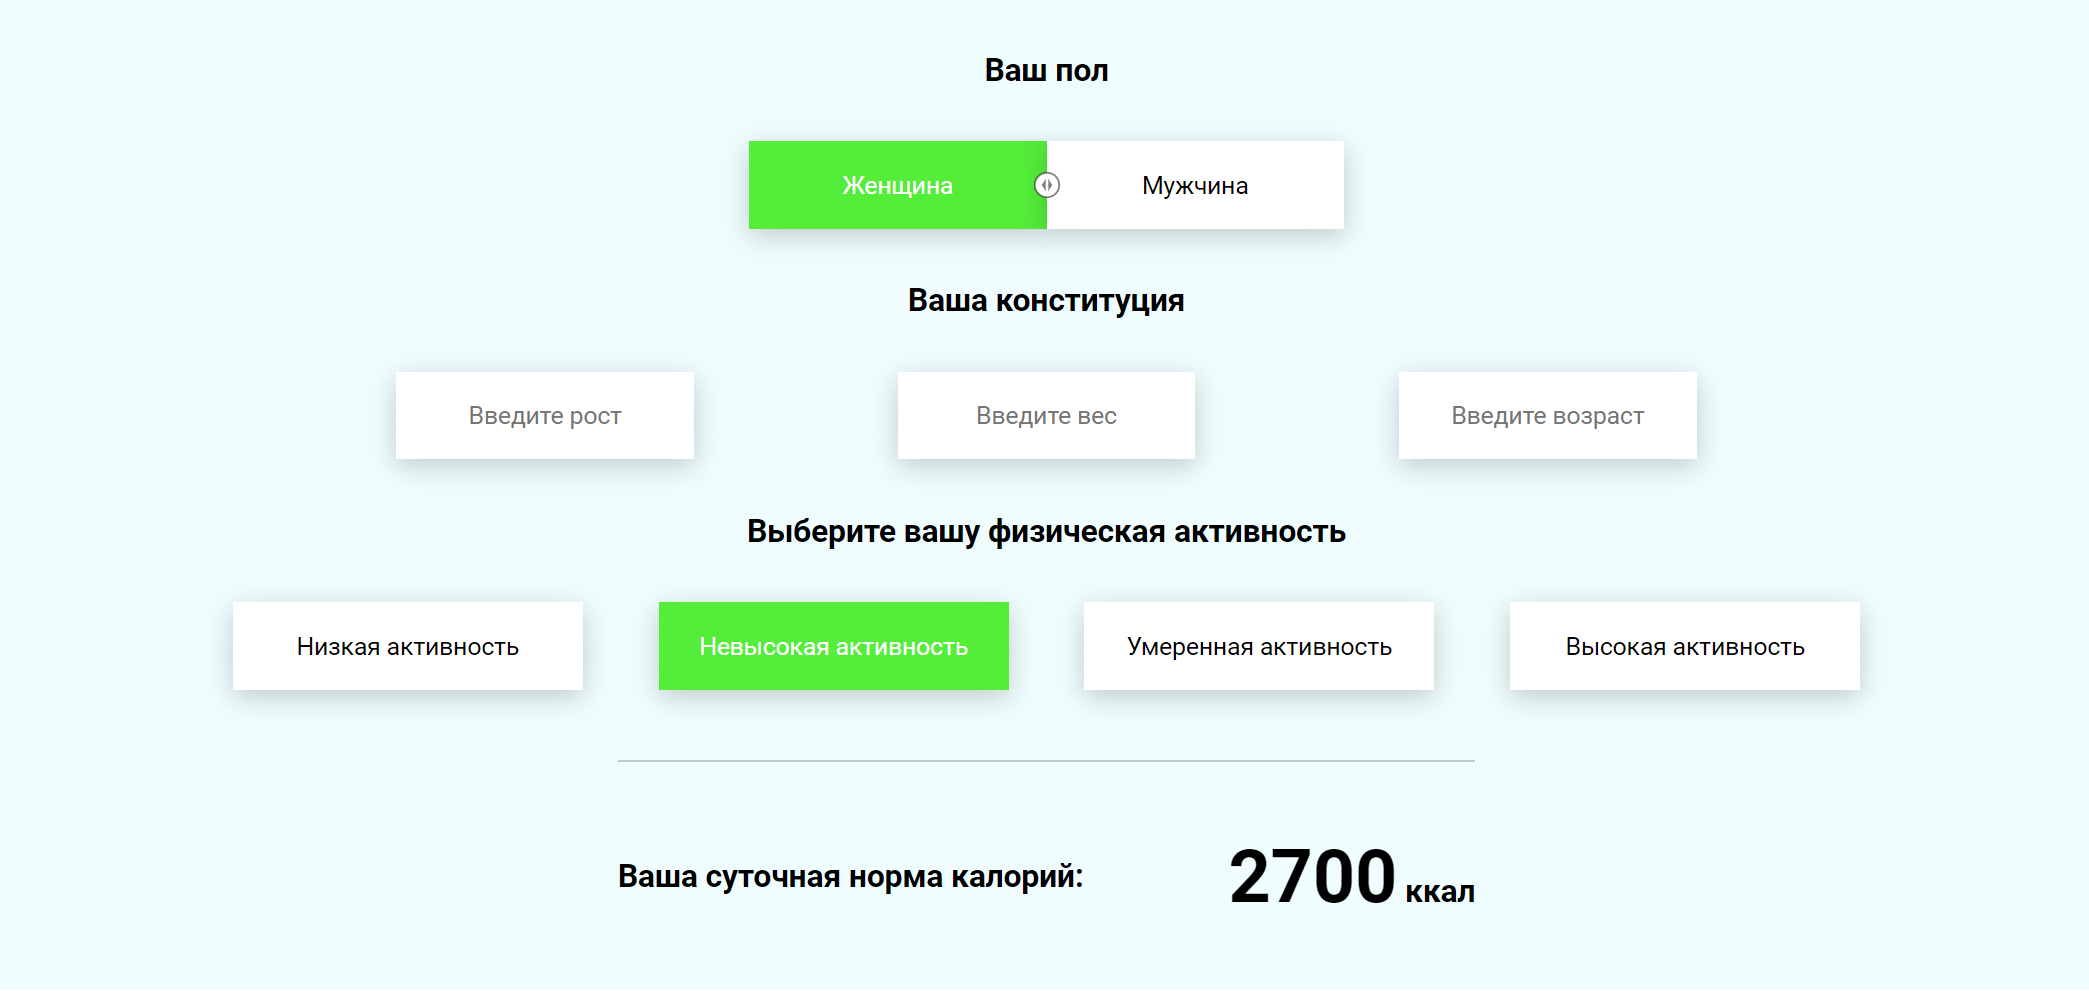 Ваш пол
Женщина Мужчина
Ваша конституция
Введите рост Введите вес Введите возраст
Выберите вашу физическая активность
Низкая активность Невысокая активность Умеренная активность Высокая активность
Ваша суточная норма калорий: 2700 ккал